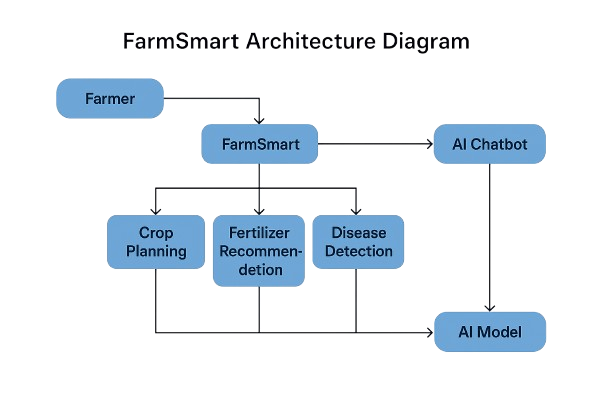 FarmSmart Architecture Diagram
Farmer
FarmSmart
AI Chatbot
Crop
Planning
Fertilizer
Recommen-
detion
Disease
Detection
AI Model